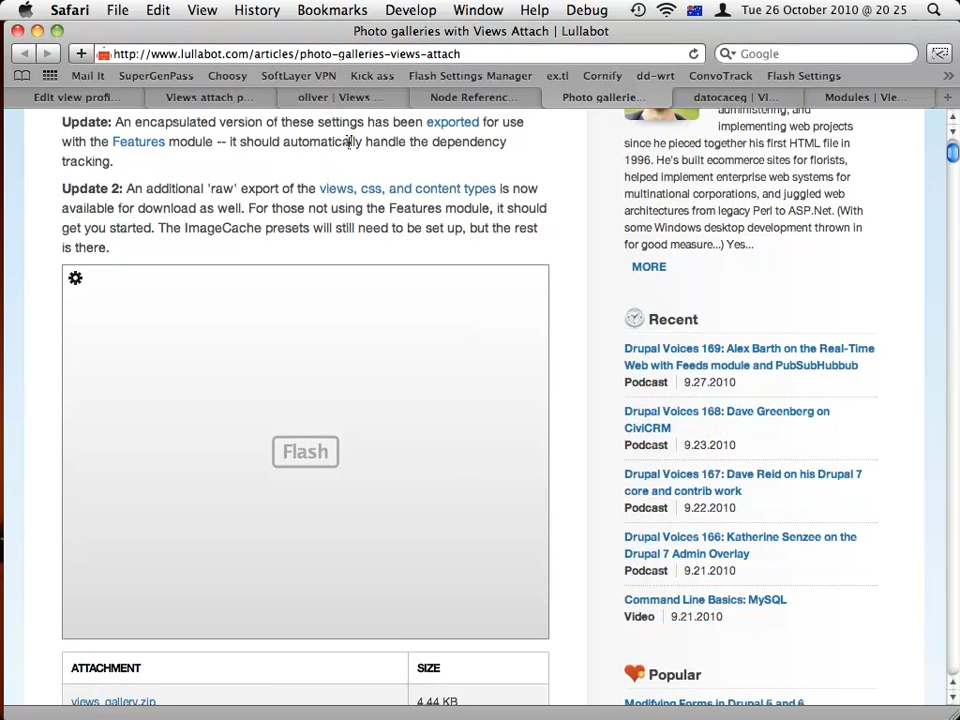 Safari File Edit View History Bookmarks Develop Window Help Debug Tue 26 October 2010 @ 20 25
Photo galleries with Views Attach | Lullabot
http://www.lullabot.com/articles/photo-galleries-views-attach
Google
Mail It SuperGenPass Choosy SoftLayer VPN Kick ass Flash Settings Manager ex.tl Cornify dd-wrt ConvoTrack Flash Settings
Edit view profi... Views attach p... oliver | Views ... Node Referenc... Photo gallerie... datocaceg | Vi... Modules | Vie...
Update: An encapsulated version of these settings has been exported for use
with the Features module -- it should automatically handle the dependency
tracking.
Update 2: An additional 'raw' export of the views, css, and content types is now
available for download as well. For those not using the Features module, it should
get you started. The ImageCache presets will still need to be set up, but the rest
is there.
Flash
ATTACHMENT SIZE
views_gallery.zip 4.44 KB
administering, and
implementing web projects
since he pieced together his first HTML file in
1996. He's built ecommerce sites for florists,
helped implement enterprise web systems for
multinational corporations, and juggled web
architectures from legacy Perl to ASP.Net. (With
some Windows desktop development thrown in
for good measure...) Yes...
MORE
Recent
Drupal Voices 169: Alex Barth on the Real-Time
Web with Feeds module and PubSubHubbub
Podcast 9.27.2010
Drupal Voices 168: Dave Greenberg on
CiviCRM
Podcast 9.23.2010
Drupal Voices 167: Dave Reid on his Drupal 7
core and contrib work
Podcast 9.22.2010
Drupal Voices 166: Katherine Senzee on the
Drupal 7 Admin Overlay
Podcast 9.21.2010
Command Line Basics: MySQL
Video 9.21.2010
Popular
Modifying Forms in Drupal 5 and 6